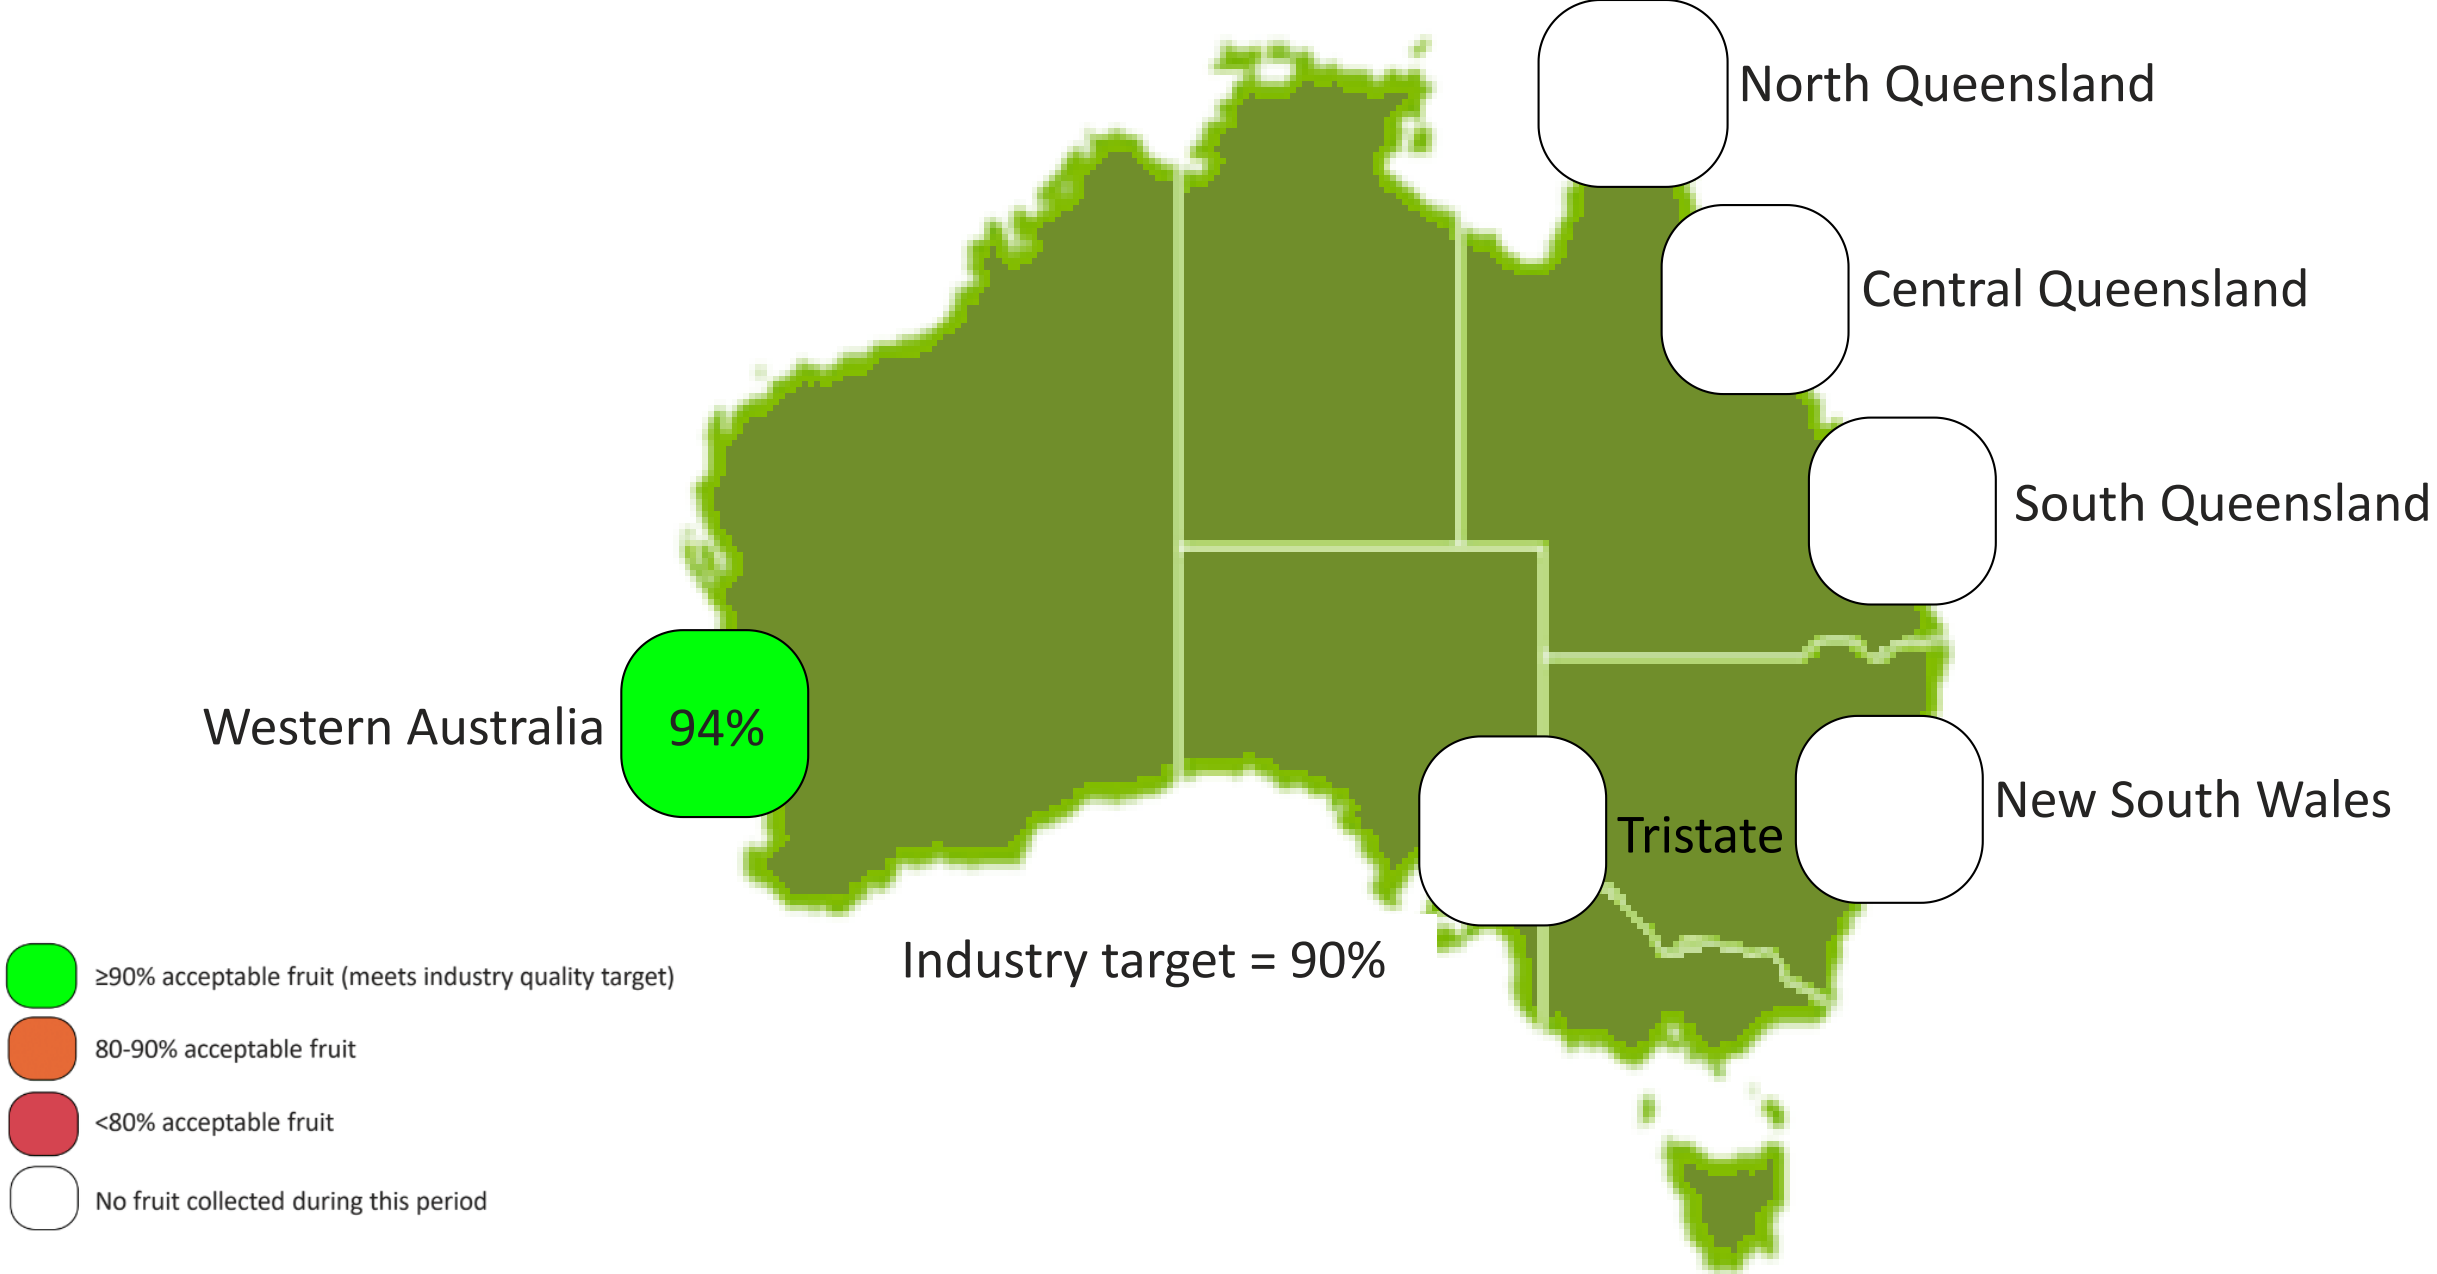 North Queensland
Central Queensland
South Queensland
Western Australia
94%
New South Wales
Tristate
Industry target = 90%
≥90% acceptable fruit (meets industry quality target)
80-90% acceptable fruit
<80% acceptable fruit
No fruit collected during this period